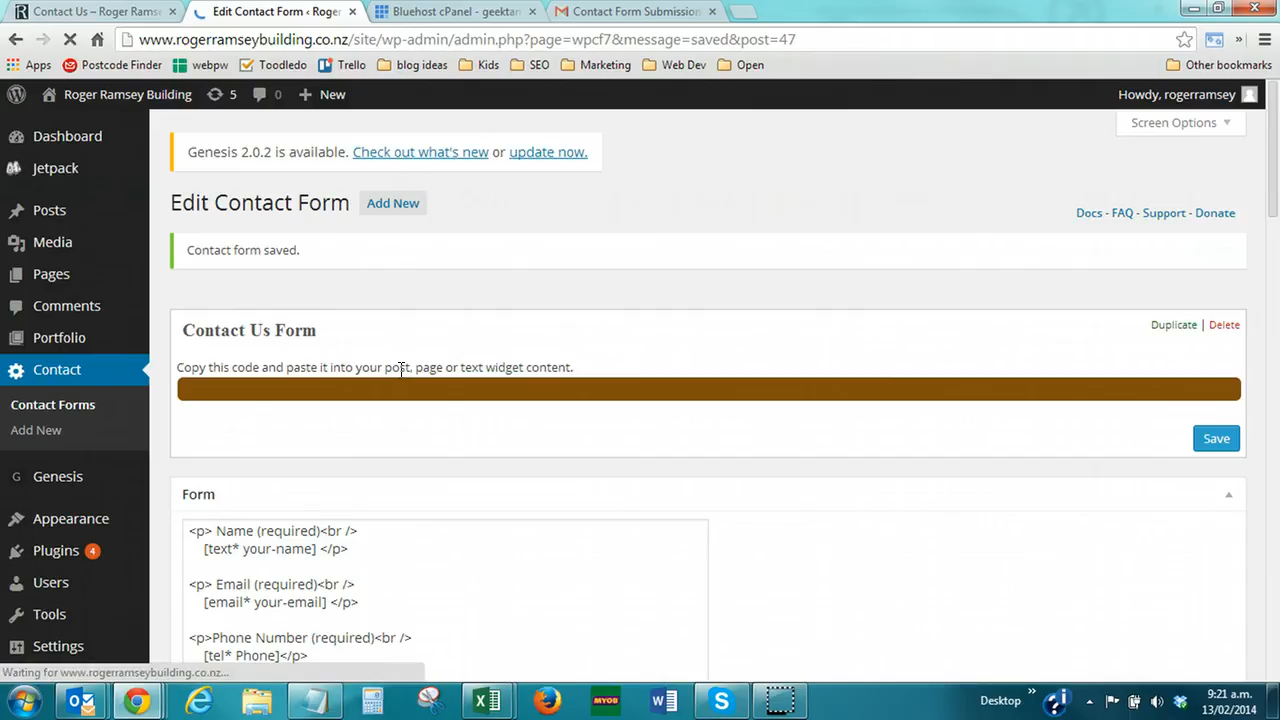 Contact Us – Roger Ramse
Edit Contact Form ‹ Roger
Bluehost cPanel - geektan
Contact Form Submission
www.rogerramseybuilding.co.nz/site/wp-admin/admin.php?page=wpcf7&message=saved&post=47
Apps Postcode Finder webpw Toodledo Trello blog ideas Kids SEO Marketing Web Dev Open Other bookmarks
Roger Ramsey Building 5 0 New Howdy, rogerramsey
Screen Options
Dashboard
Jetpack
Posts
Media
Pages
Comments
Portfolio
Contact
Contact Forms
Add New
Genesis
Appearance
Plugins 4
Users
Tools
Settings
Genesis 2.0.2 is available. Check out what's new or update now.
Edit Contact Form Add New
Docs - FAQ - Support - Donate
Contact form saved.
Contact Us Form
Duplicate | Delete
Copy this code and paste it into your post, page or text widget content.
Save
Form
<p> Name (required)<br />
[text* your-name] </p>
<p> Email (required)<br />
[email* your-email] </p>
<p>Phone Number (required)<br />
[tel* Phone]</p>
Waiting for www.rogerramseybuilding.co.nz...
MYOB
Desktop
9:21 a.m.
13/02/2014